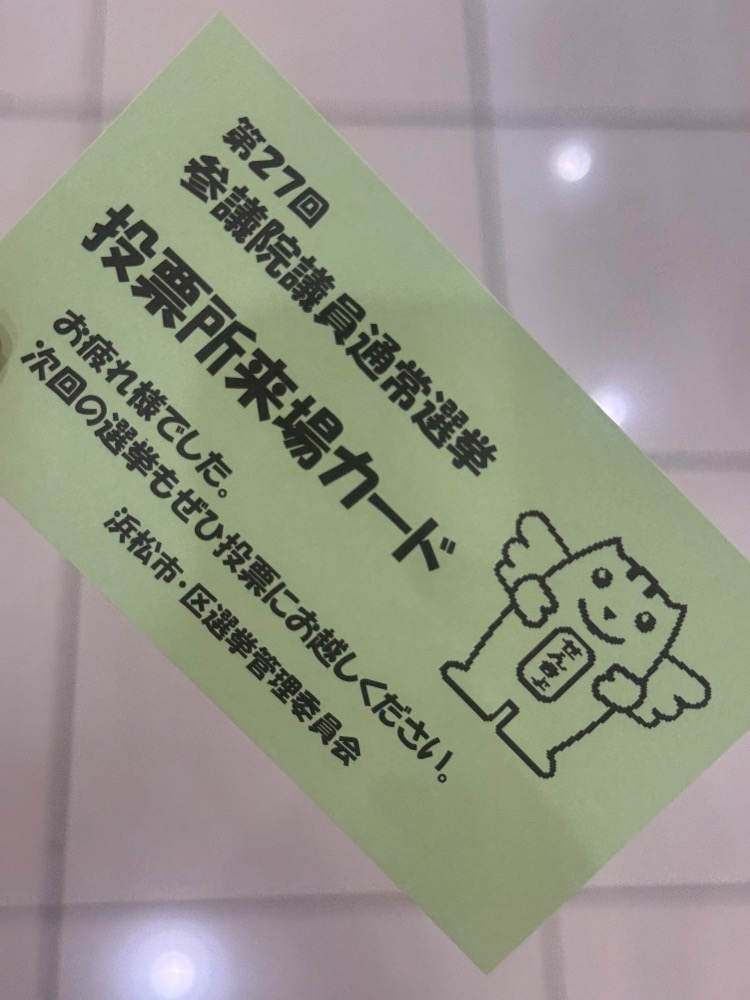 第27回
参議院議員通常選挙
投票所来場カード
お疲れ様でした。
次回の選挙もぜひ投票にお越しください。
浜松市・区選挙管理委員会
せんきょ